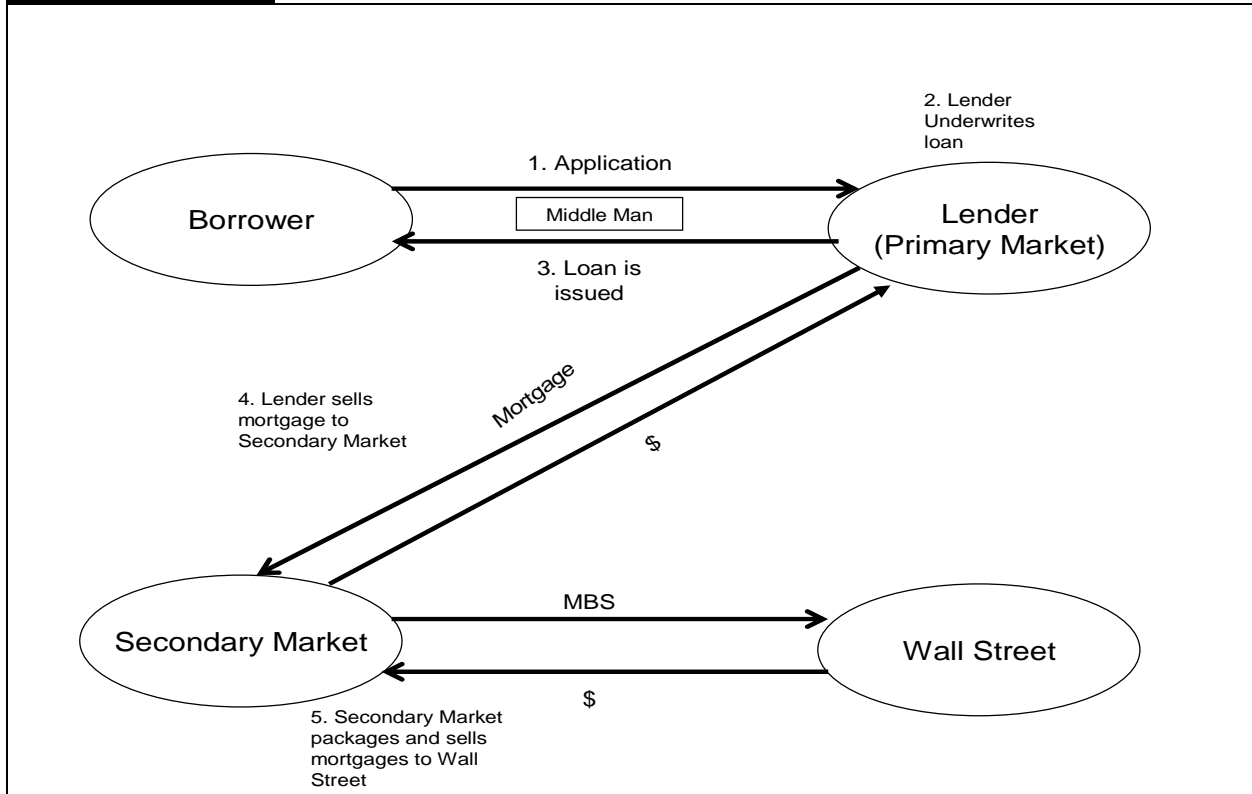 2. Lender
Underwrites
loan
1. Application
Borrower
Middle Man
Lender
(Primary Market)
3. Loan is
issued
Mortgage
4. Lender sells
mortgage to
Secondary Market
$
MBS
Secondary Market
Wall Street
$
5. Secondary Market
packages and sells
mortgages to Wall
Street